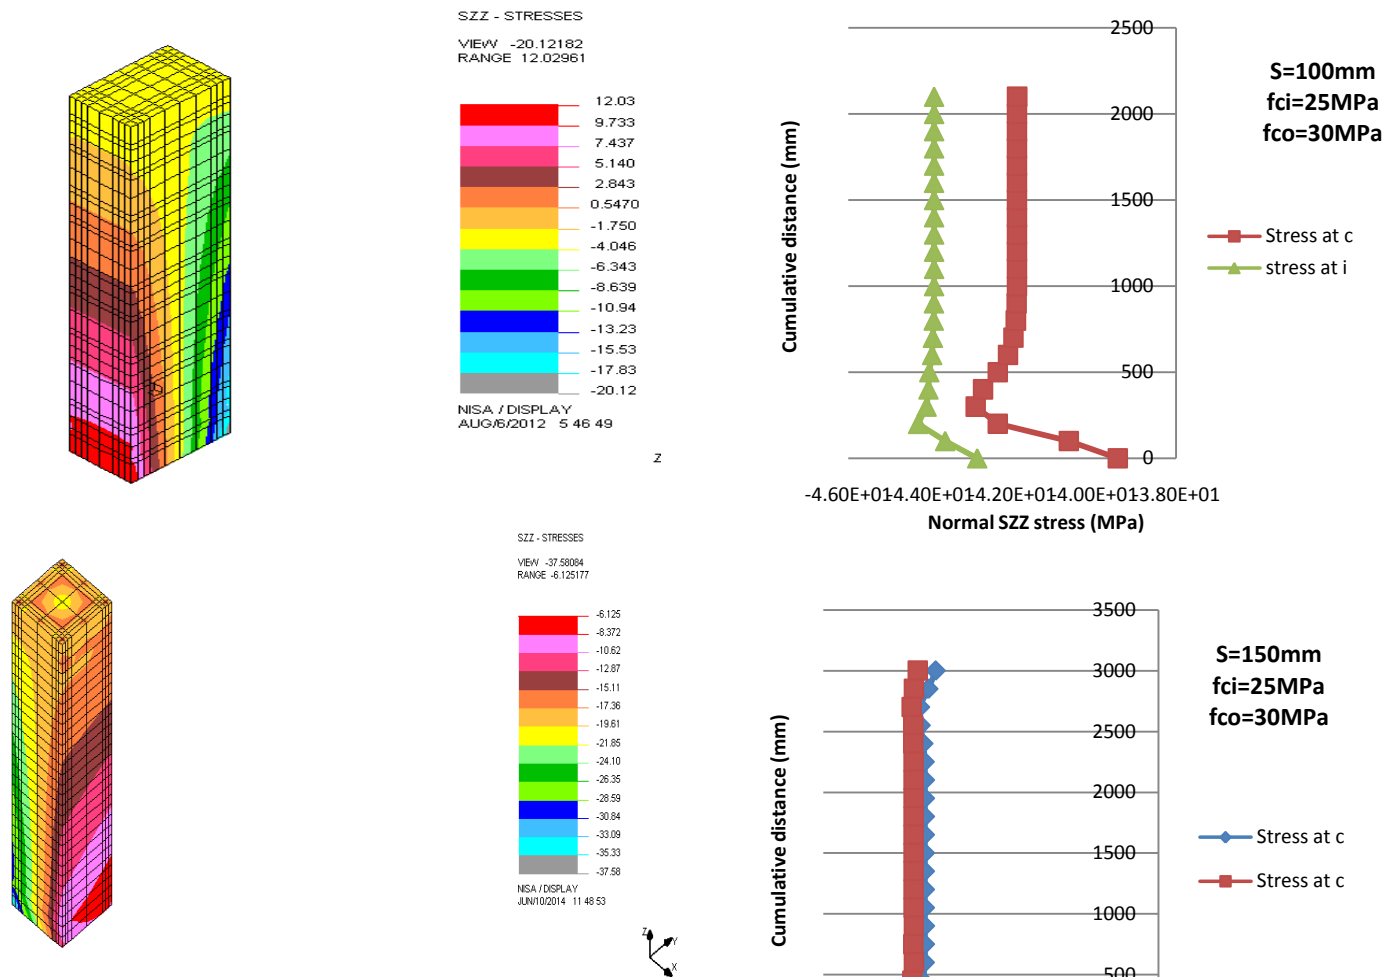 SZZ - STRESSES
VIEW -20.12182
RANGE 12.02961
12.03
9.733
7.437
5.140
2.843
0.5470
-1.750
-4.046
-6.343
-8.639
-10.94
-13.23
-15.53
-17.83
-20.12
NISA / DISPLAY
AUG/6/2012 5 46 49
Z
2500
2000
1500
1000
500
0
Cumulative distance (mm)
-4.60E+01-4.40E+01-4.20E+01-4.00E+01-3.80E+01
Normal SZZ stress (MPa)
S=100mm
fci=25MPa
fco=30MPa
Stress at c
stress at i
SZZ - STRESSES
VIEW -37.58084
RANGE -6.125177
-6.125
-8.372
-10.62
-12.87
-15.11
-17.36
-19.61
-21.85
-24.10
-26.35
-28.59
-30.84
-33.09
-35.33
-37.58
NISA / DISPLAY
JUN/10/2014 11 48 53
Z
Y
X
3500
3000
2500
2000
1500
1000
500
Cumulative distance (mm)
S=150mm
fci=25MPa
fco=30MPa
Stress at c
Stress at c